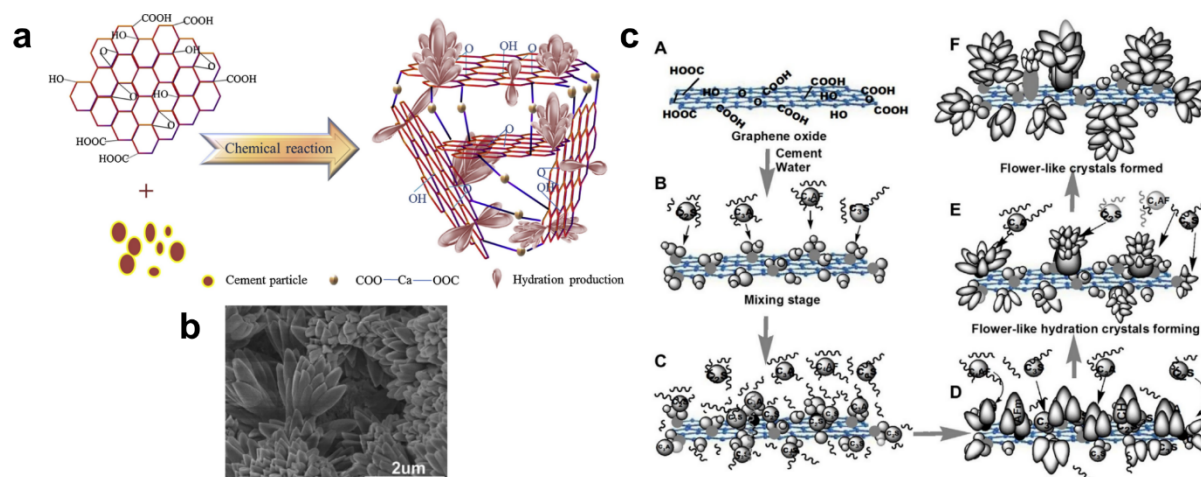 a
COOH
COOH
HO
OH
O
O
COOH
HO
HO
O
O
HOOC
HOOC
Chemical reaction
+
O
OH
O
O
O
O
OH
OH
O
Cement particle
COO—Ca—OOC
Hydration production
b
2um
c
A
HOOC
HO
O
COOH
COOH
HO
O
COOH
HOOC
COOH
O
COOH
HO
COOH
Graphene oxide
Cement
Water
B
Mixing stage
C
D
E
Flower-like hydration crystals forming
F
Flower-like crystals formed